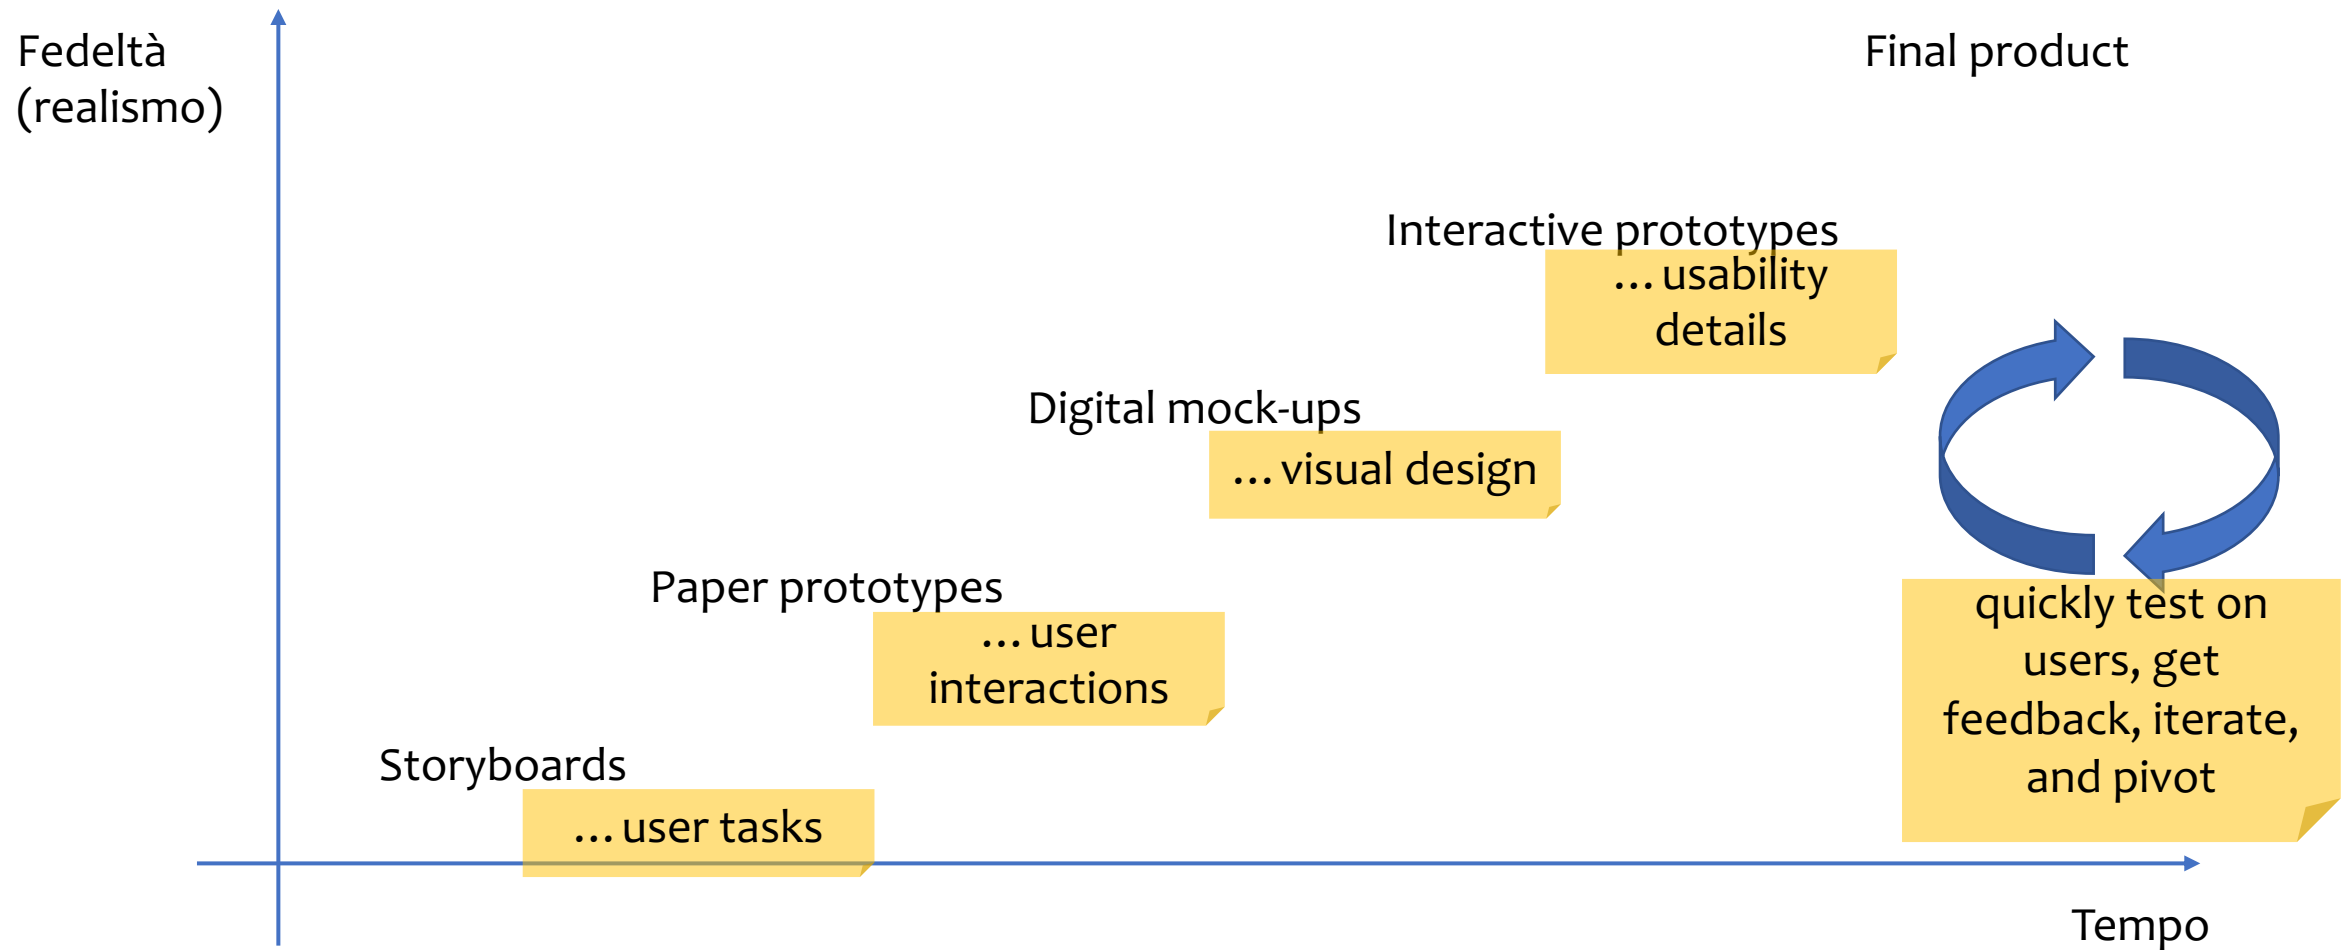 Fedeltà
(realismo)
Final product
Interactive prototypes
... usability
details
Digital mock-ups
... visual design
Paper prototypes
... user
interactions
quickly test on
users, get
feedback, iterate,
and pivot
Storyboards
... user tasks
Tempo